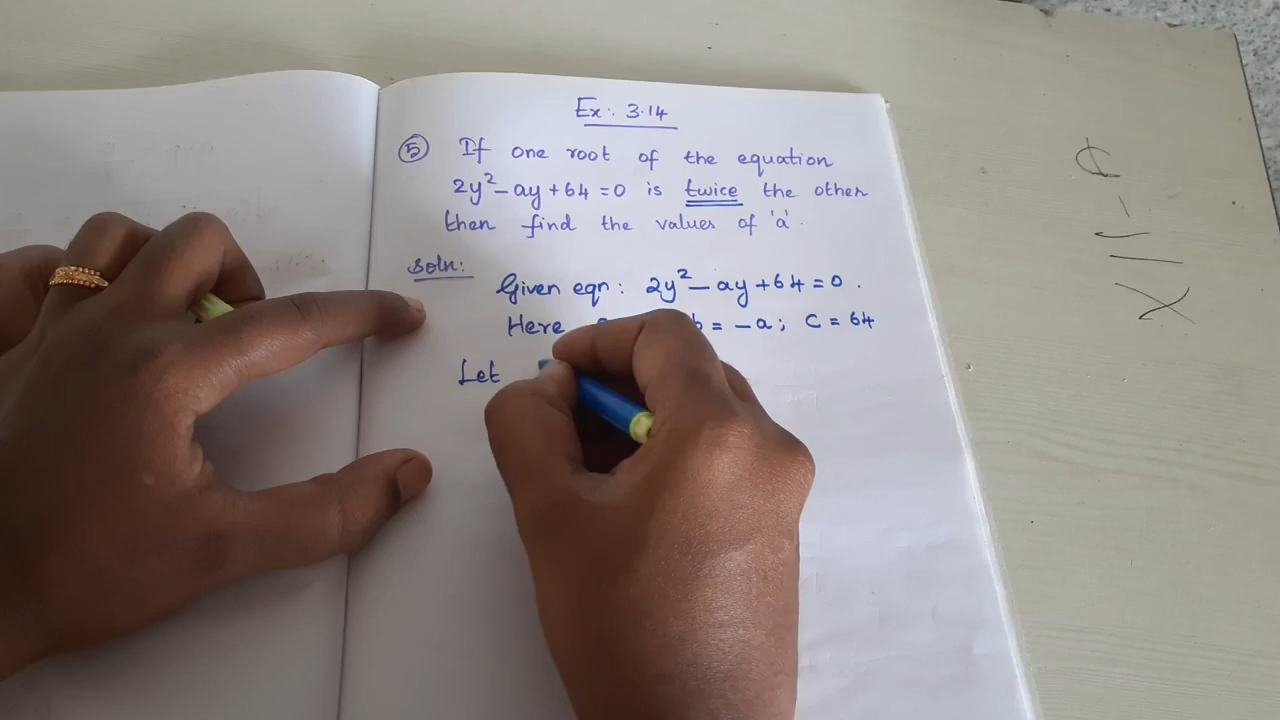 Ex: 3.14
⑤ If one root of the equation
2y² - ay + 64 = 0 is twice the other
then find the values of 'a'.
Soln:
Given eqn: 2y² - ay + 64 = 0.
Here = -a; C = 64
Let